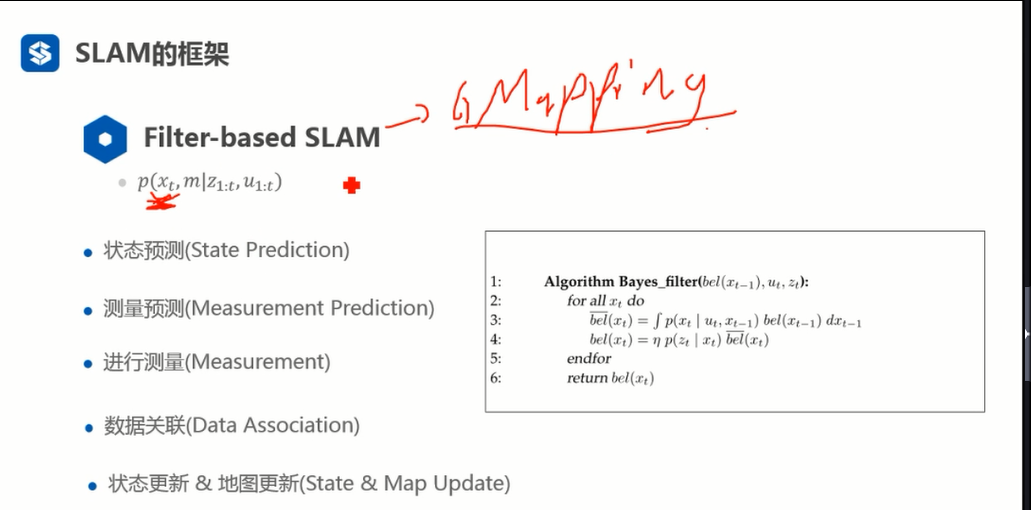 SLAM的框架
GMapping
Filter-based SLAM
p(x_t, m|z_{1:t}, u_{1:t})
状态预测(State Prediction)
测量预测(Measurement Prediction)
进行测量(Measurement)
数据关联(Data Association)
状态更新 & 地图更新(State & Map Update)
1: Algorithm Bayes_filter(bel(x_{t−1}), u_t, z_t):
2: for all x_t do
3: \overline{bel}(x_t) = ∫ p(x_t | u_t, x_{t−1}) bel(x_{t−1}) dx_{t−1}
4: bel(x_t) = η p(z_t | x_t) \overline{bel}(x_t)
5: endfor
6: return bel(x_t)